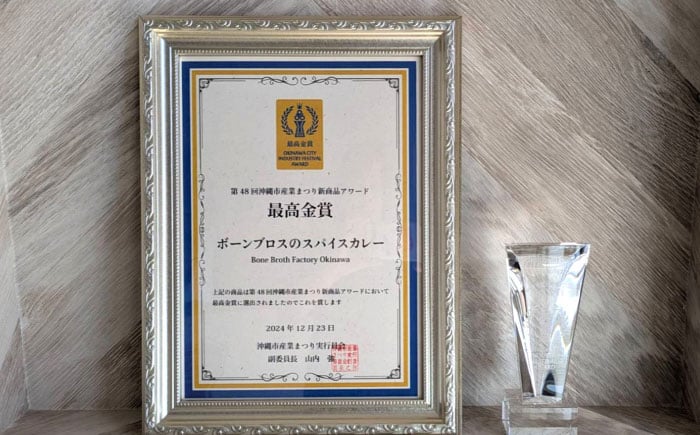 最高金賞
OKINAWA CITY
INDUSTRY FESTIVAL
AWARD
第48回沖縄市産業まつり新商品アワード
最高金賞
ボーンブロスのスパイスカレー
Bone Broth Factory Okinawa
上記の商品は第48回沖縄市産業まつり新商品アワードにおいて
最高金賞に選出されましたのでこれを賞します
2024年12月23日
沖縄市産業まつり実行委員会
副委員長 山内 強